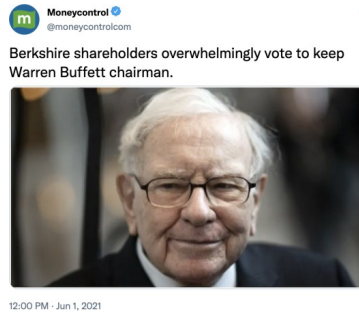 m
Moneycontrol
@moneycontrolcom
Berkshire shareholders overwhelmingly vote to keep
Warren Buffett chairman.
12:00 PM · Jun 1, 2021